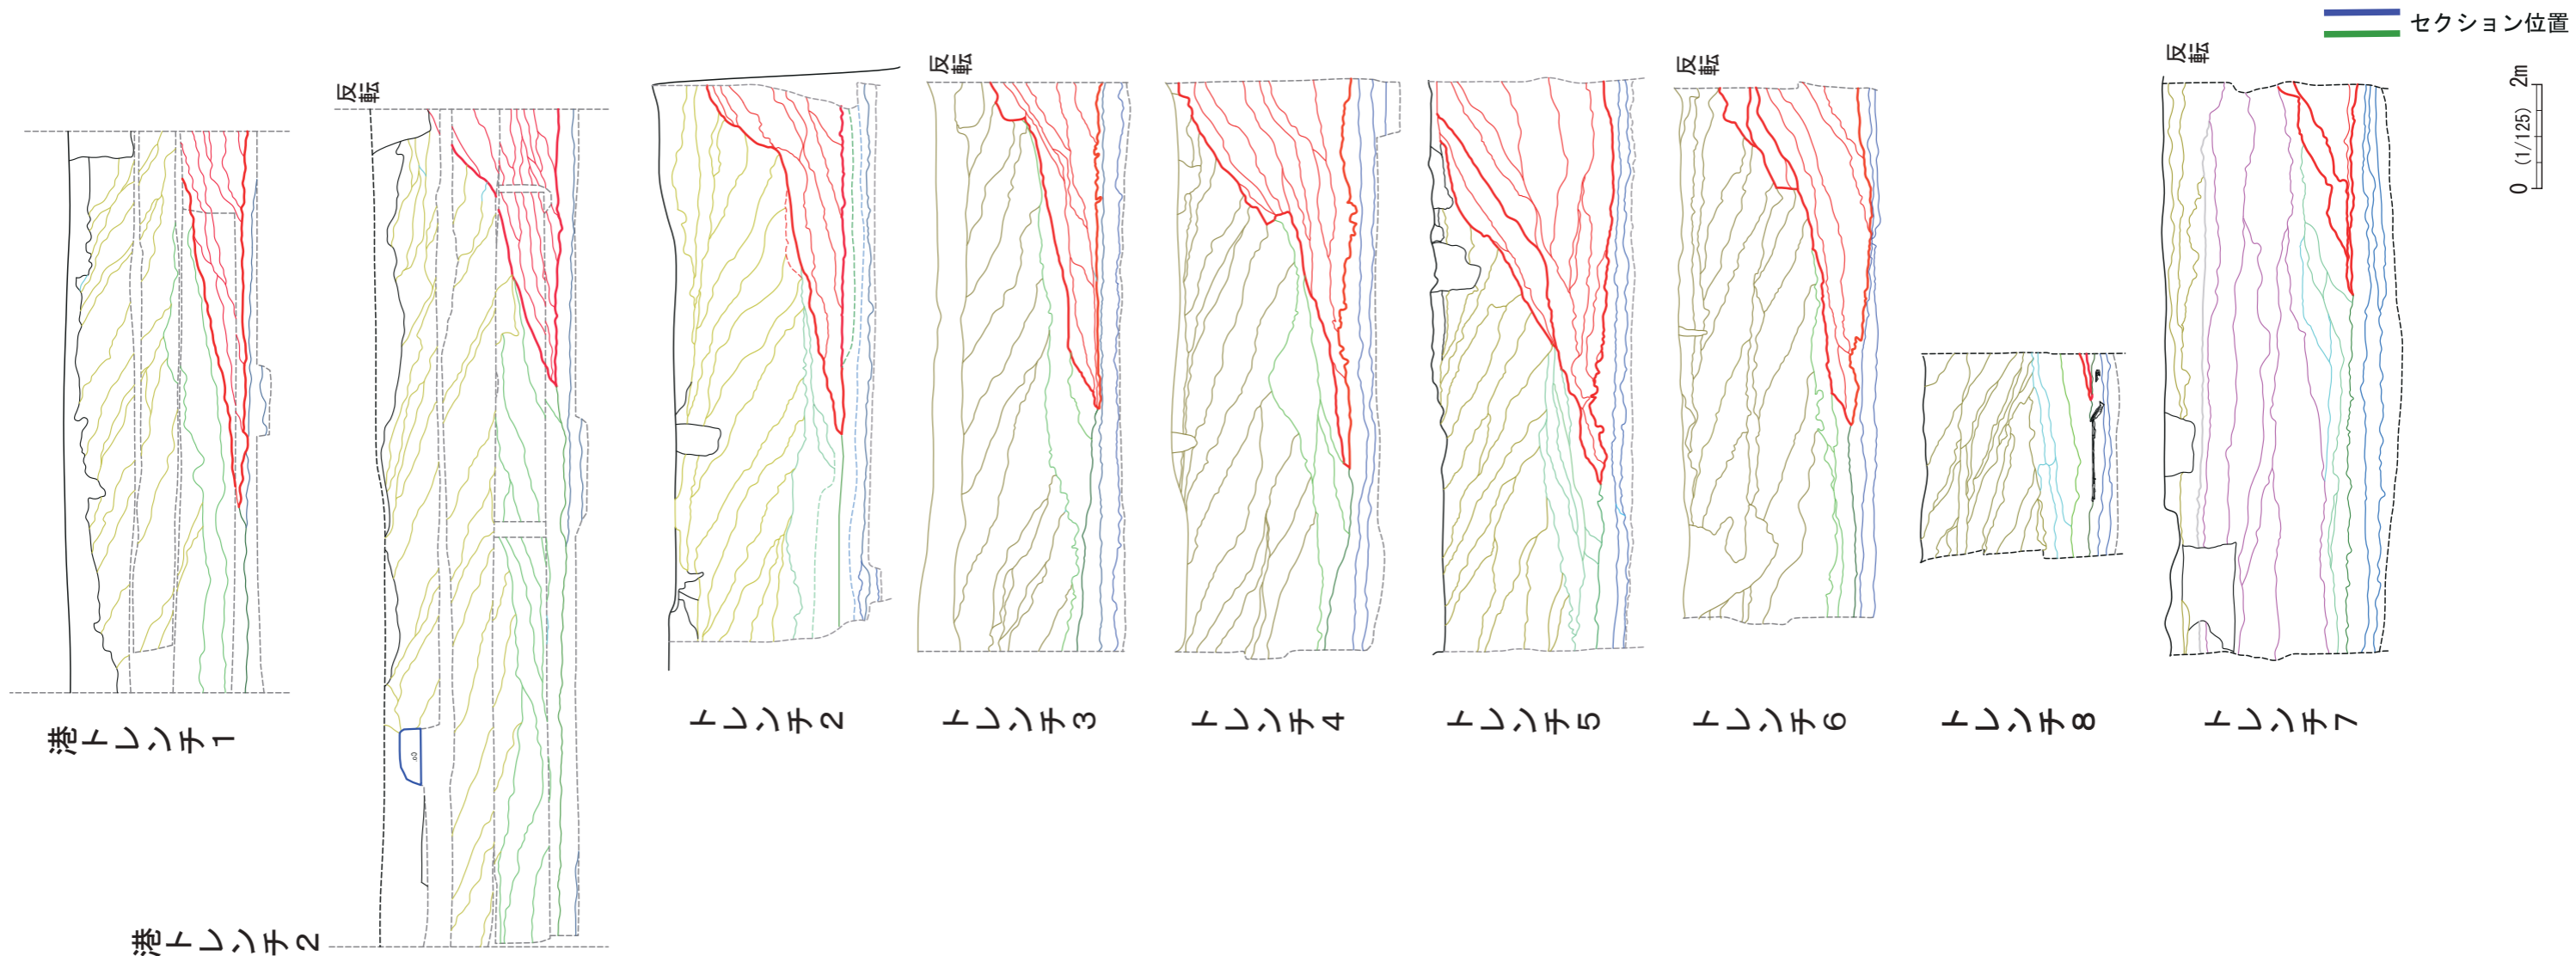 セクション位置
0 (1/125) 2m
反転
反転
反転
反転
港トレンチ1
港トレンチ2
トレンチ2
トレンチ3
トレンチ4
トレンチ5
トレンチ6
トレンチ8
トレンチ7